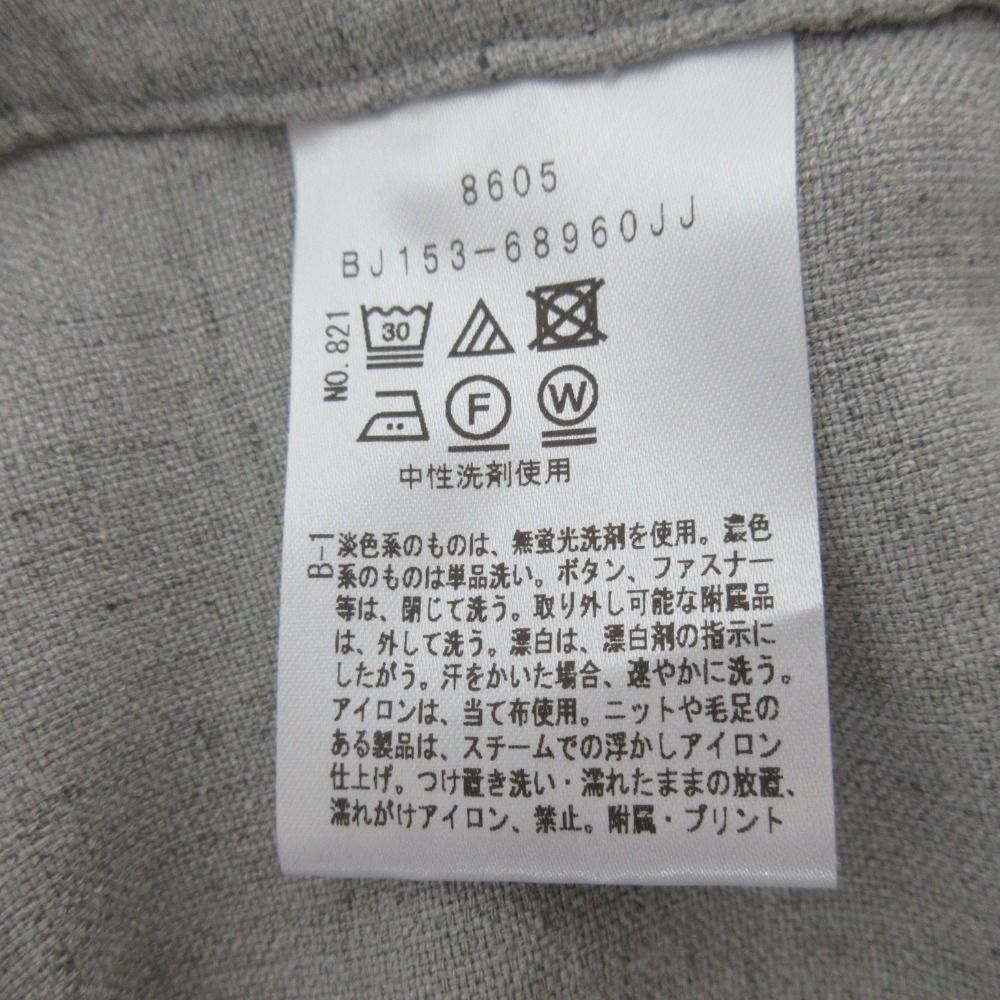 8605
BJ153-68960JJ
NO.821
30
F
W
中性洗剤使用
B-1
淡色系のものは、無蛍光洗剤を使用。濃色
系のものは単品洗い。ボタン、ファスナー
等は、閉じて洗う。取り外し可能な附属品
は、外して洗う。漂白は、漂白剤の指示に
したがう。汗をかいた場合、速やかに洗う。
アイロンは、当て布使用。ニットや毛足の
ある製品は、スチームでの浮かしアイロン
仕上げ。つけ置き洗い・濡れたままの放置、
濡れがけアイロン、禁止。附属・プリント